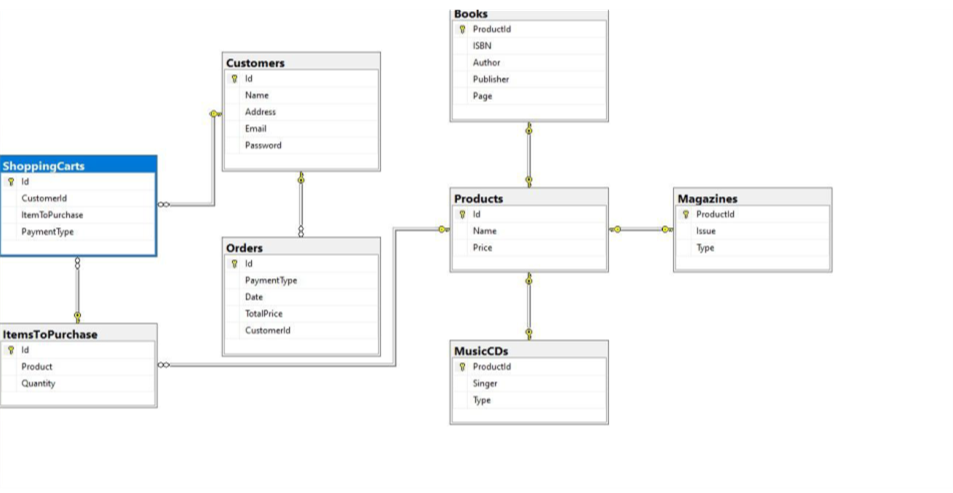 Books
ProductId
ISBN
Author
Publisher
Page
Customers
Id
Name
Address
Email
Password
ShoppingCarts
Id
CustomerId
ItemToPurchase
PaymentType
Products
Id
Name
Price
Magazines
ProductId
Issue
Type
Orders
Id
PaymentType
Date
TotalPrice
CustomerId
ItemsToPurchase
Id
Product
Quantity
MusicCDs
ProductId
Singer
Type